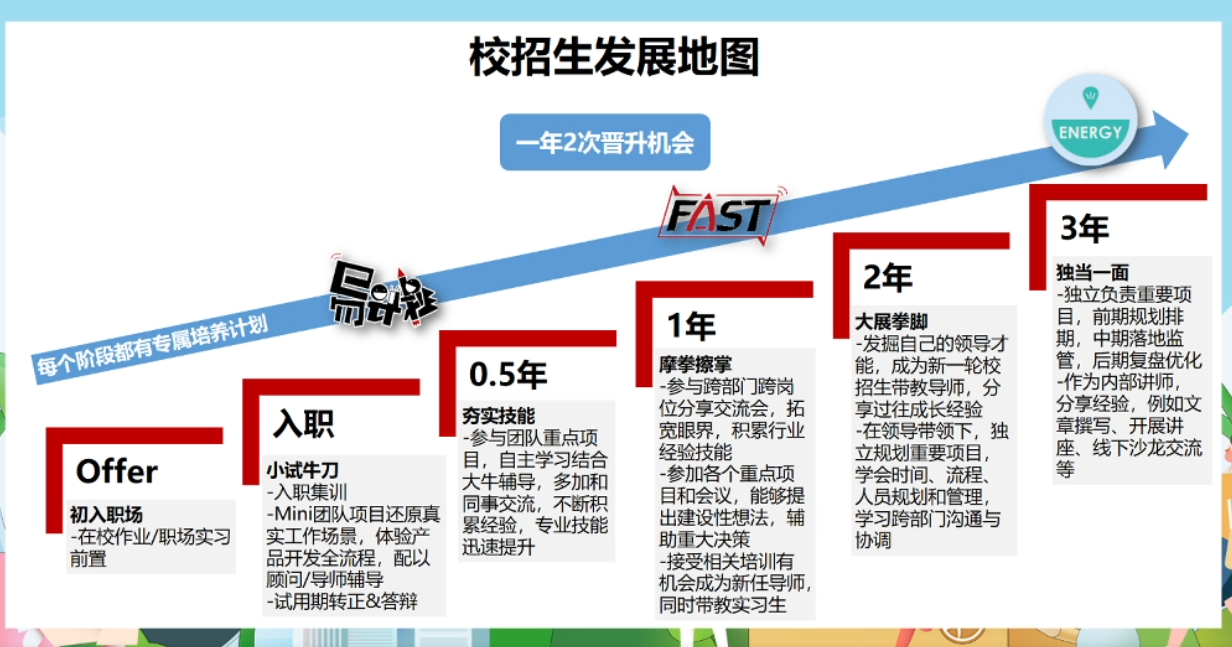 校招生发展地图
一年2次晋升机会
ENERGY
FAST
易计划
每个阶段都有专属培养计划
Offer
初入职场
-在校作业/职场实习
前置
入职
小试牛刀
-入职集训
-Mini团队项目还原真
实工作场景，体验产
品开发全流程，配以
顾问/导师辅导
-试用期转正&答辩
0.5年
夯实技能
-参与团队重点项
目，自主学习结合
大牛辅导，多加和
同事交流，不断积
累经验，专业技能
迅速提升
1年
摩拳擦掌
-参与跨部门跨岗
位分享交流会，拓
宽眼界，积累行业
经验技能
-参加各个重点项
目和会议，能够提
出建设性想法，辅
助重大决策
-接受相关培训有
机会成为新任导师，
同时带教实习生
2年
大展拳脚
-发掘自己的领导才
能，成为新一轮校
招生带教导师，分
享过往成长经验
-在领导带领下，独
立规划重要项目，
学会时间、流程、
人员规划和管理，
学习跨部门沟通与
协调
3年
独当一面
-独立负责重要项
目，前期规划排
期，中期落地监
管，后期复盘优化
-作为内部讲师，
分享经验，例如文
章撰写、开展讲
座、线下沙龙交流
等